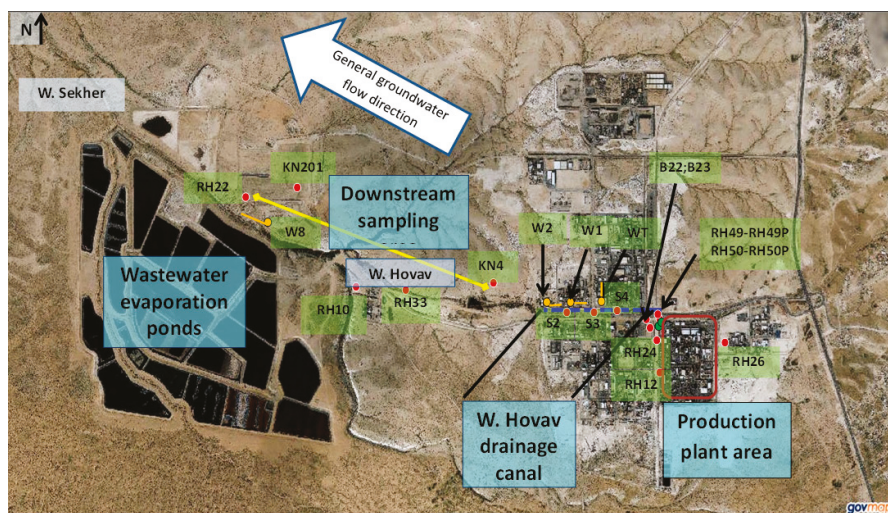 N
W. Sekher
General groundwater
flow direction
B22;B23
KN201
RH22
Downstream
sampling
W8
W2
W1
WT
RH49-RH49P
RH50-RH50P
KN4
W. Hovav
Wastewater
evaporation
ponds
RH10
RH33
S2
S3
S4
RH24
RH26
RH12
W. Hovav
drainage
canal
Production
plant area
govmap